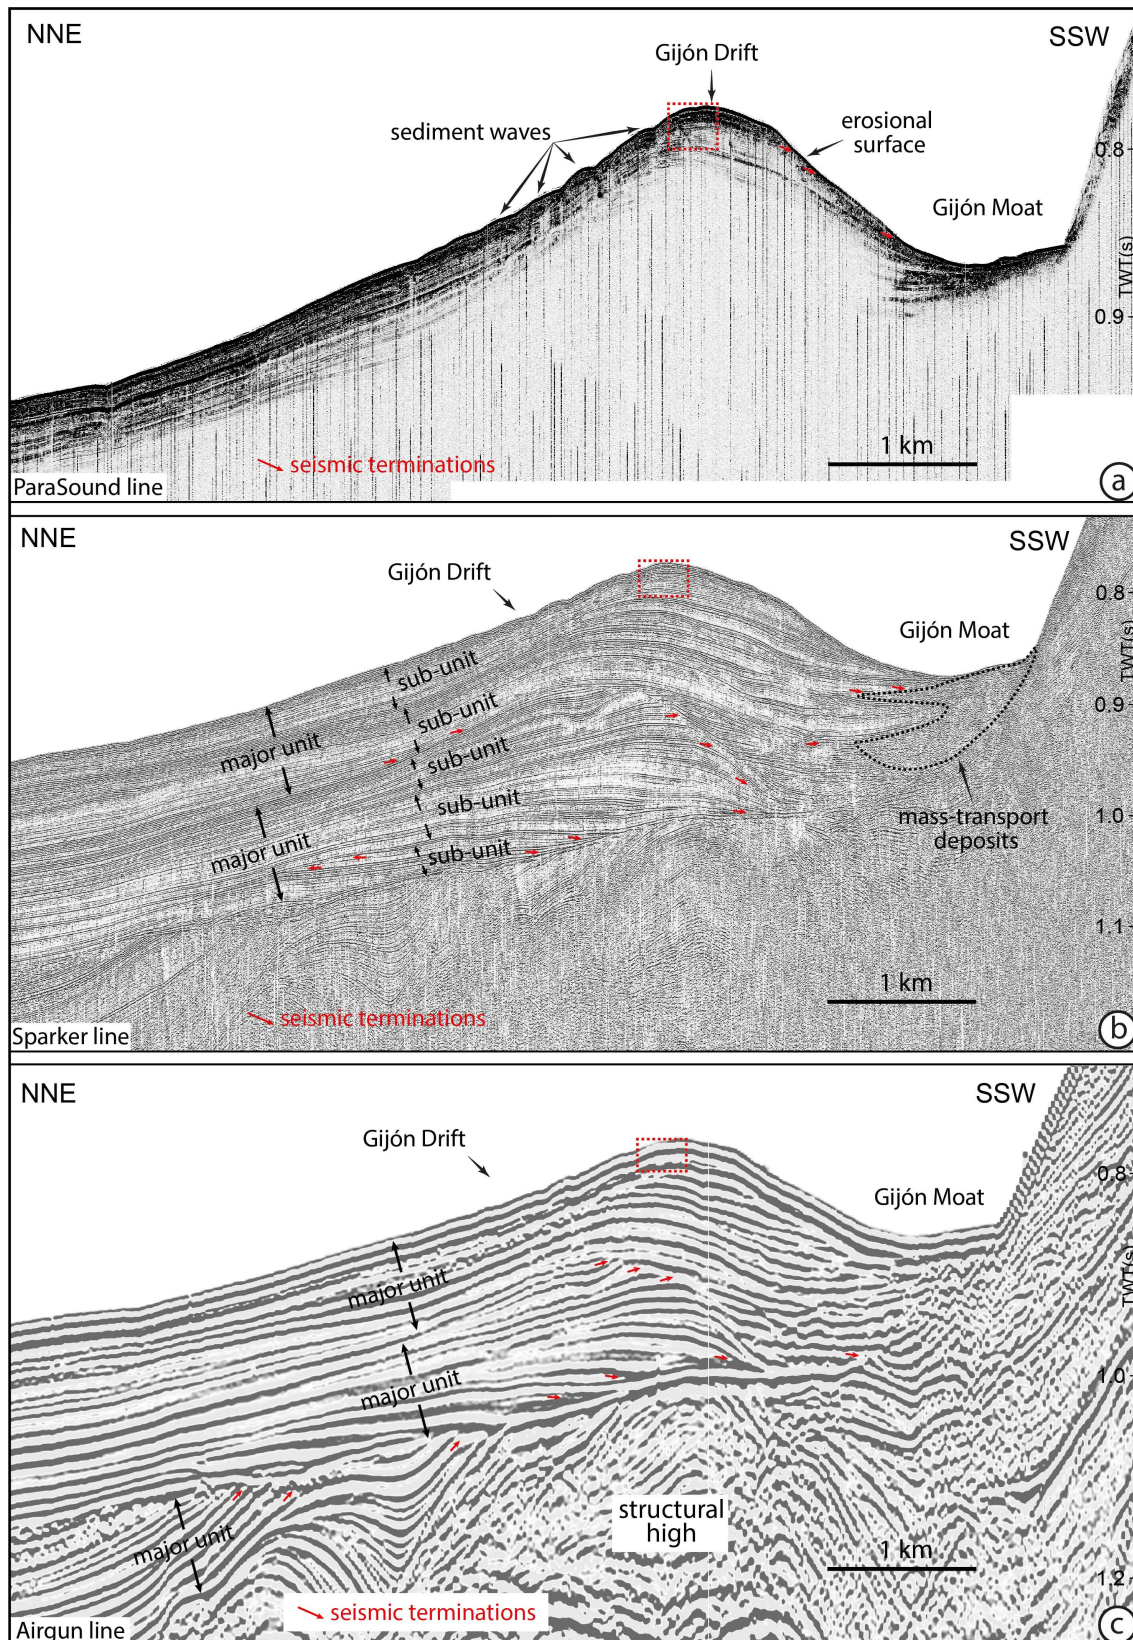 NNE
SSW
Gijón Drift
sediment waves
erosional
surface
Gijón Moat
0.8
TWT(s)
0.9
1 km
seismic terminations
ParaSound line
a
NNE
SSW
Gijón Drift
0.8
Gijón Moat
TWT(s)
sub-unit
sub-unit
0.9
major unit
sub-unit
sub-unit
mass-transport
deposits
1.0
major unit
sub-unit
1.1
1 km
seismic terminations
Sparker line
b
NNE
SSW
Gijón Drift
0.8
Gijón Moat
TWT(s)
major unit
major unit
1.0
structural
high
major unit
1 km
1.2
seismic terminations
Airgun line
c